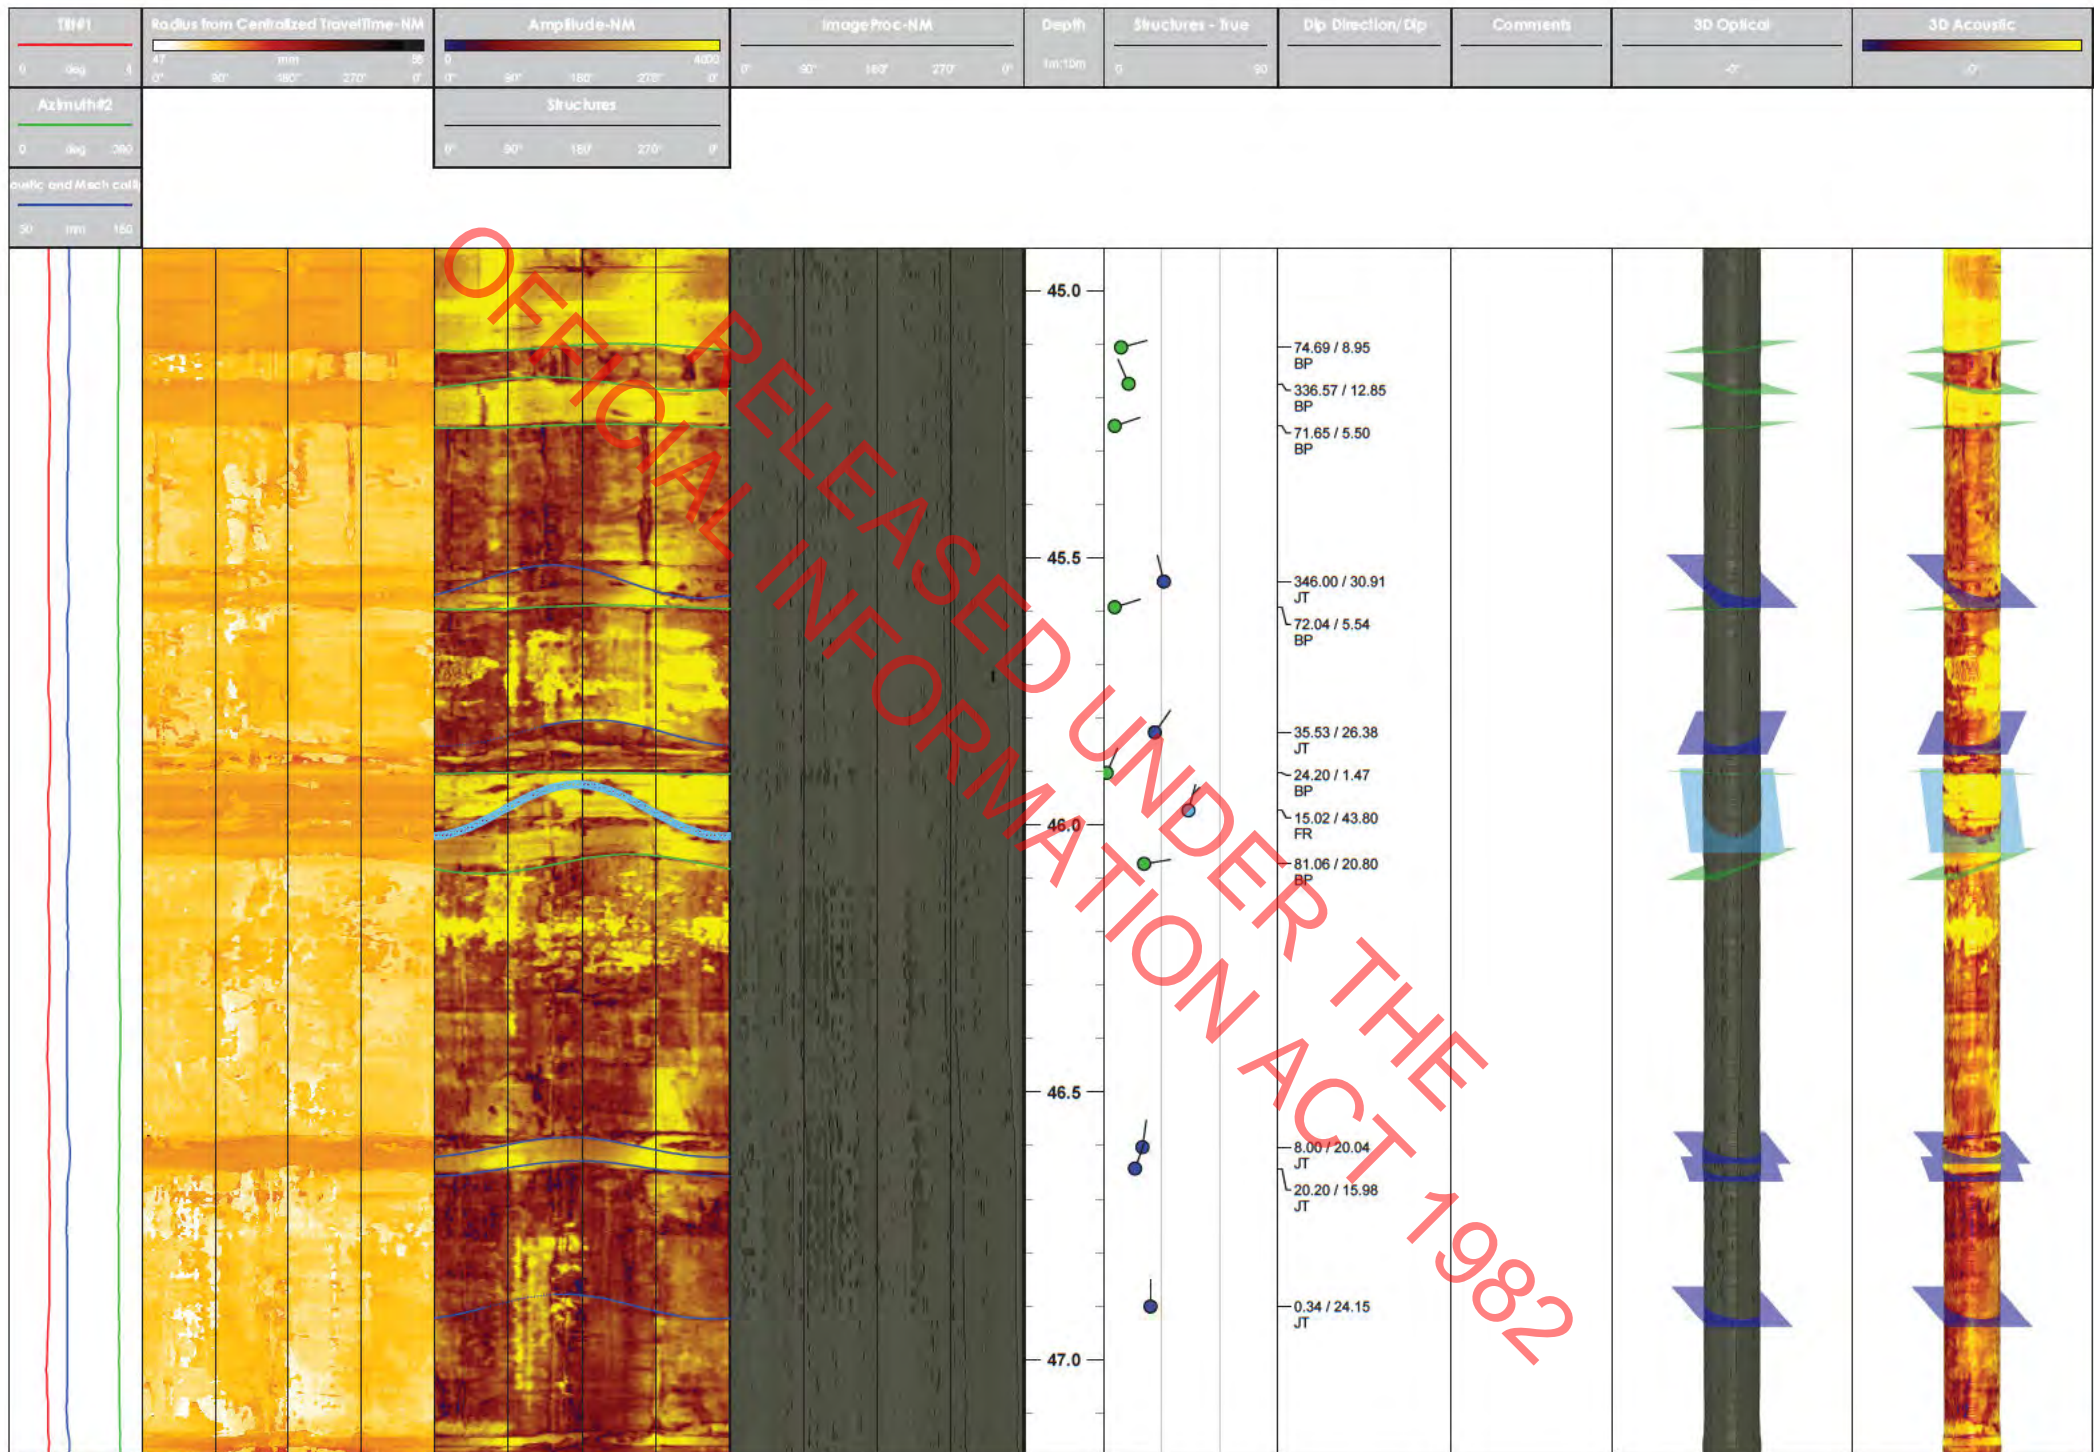 Tilt#1
0 deg 4
Azimuth#2
0 deg 360
oustic and Mech calli
50 mm 150
Radius from Centralized TravelTime-NM
47 mm 55
0° 90° 180° 270° 0°
Amplitude-NM
0 4000
0° 90° 180° 270° 0°
Structures
0° 90° 180° 270° 0°
ImageProc-NM
0° 90° 180° 270° 0°
Depth
1m:10m
Structures - True
0 90
Dip Direction/Dip
Comments
3D Optical
-0°
3D Acoustic
-0°
45.0
45.5
46.0
46.5
47.0
74.69 / 8.95
BP
336.57 / 12.85
BP
71.65 / 5.50
BP
346.00 / 30.91
JT
72.04 / 5.54
BP
35.53 / 26.38
JT
24.20 / 1.47
BP
15.02 / 43.80
FR
81.06 / 20.80
BP
8.00 / 20.04
JT
20.20 / 15.98
JT
0.34 / 24.15
JT
RELEASED UNDER THE
OFFICIAL INFORMATION ACT 1982